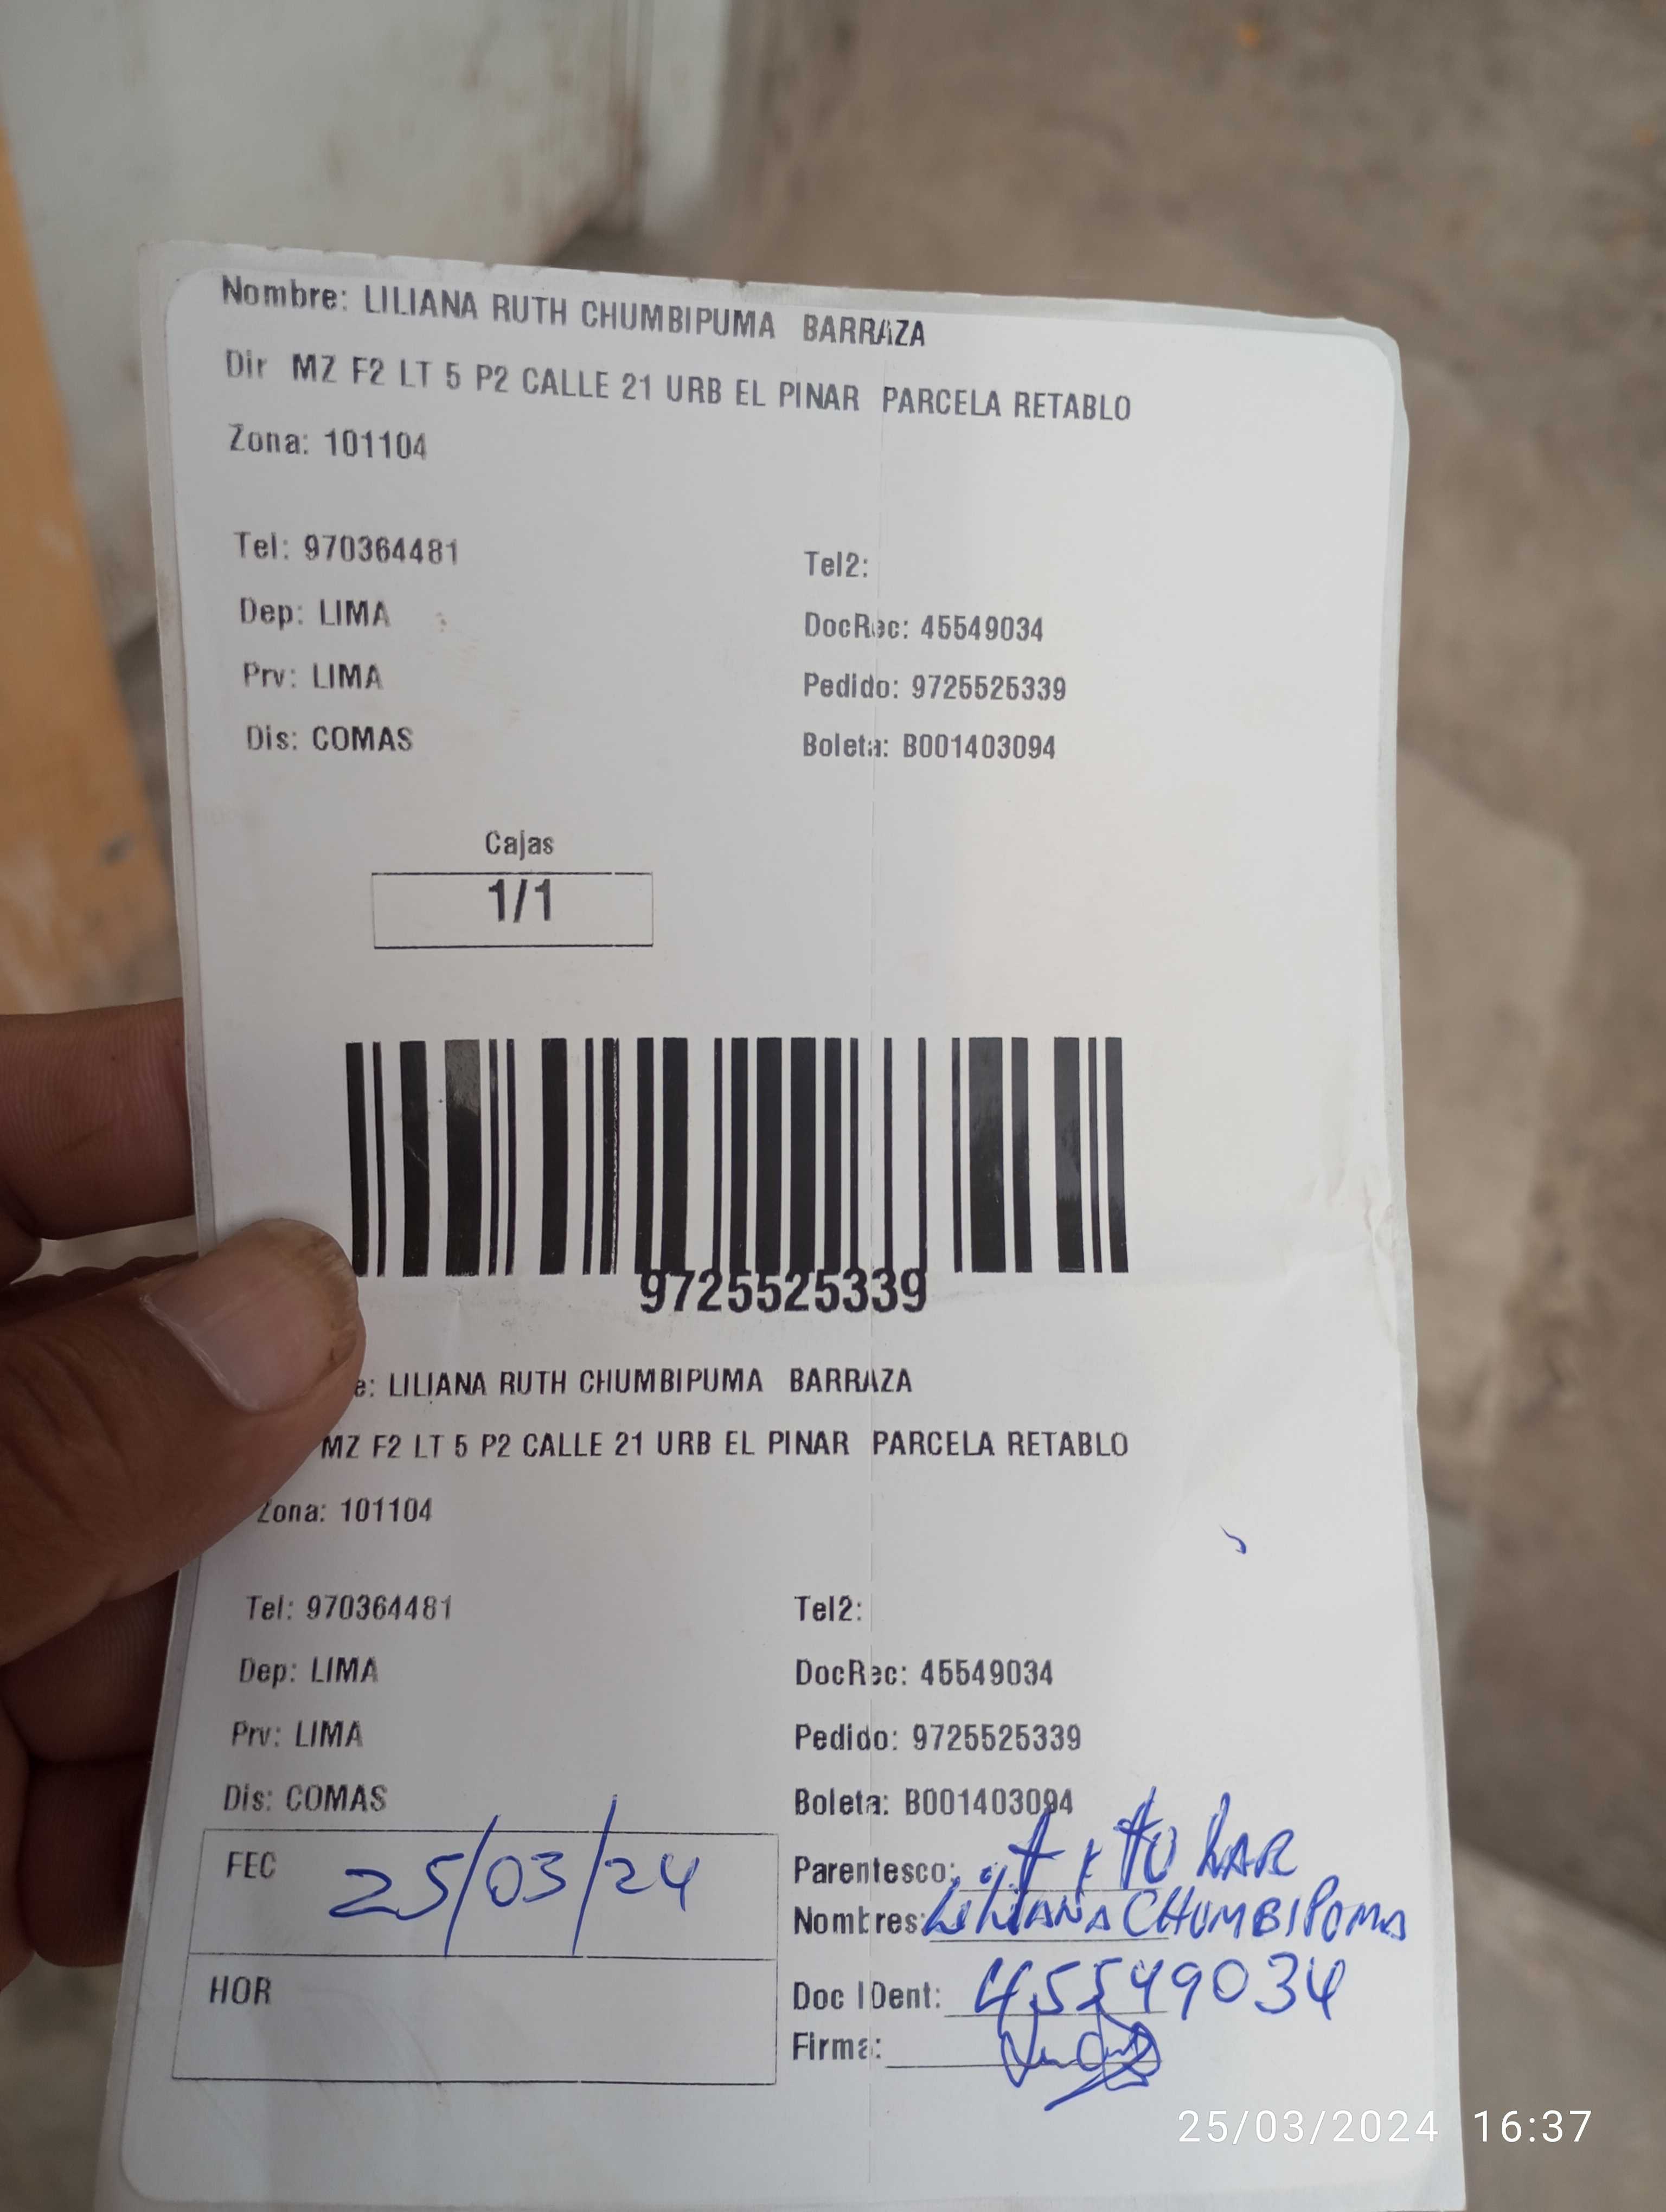 Nombre: LILIANA RUTH CHUMBIPUMA BARRAZA
Dir MZ F2 LT 5 P2 CALLE 21 URB EL PINAR PARCELA RETABLO
Zona: 101104
Tel: 970364481 Tel2:
Dep: LIMA DocRec: 45549034
Prv: LIMA Pedido: 9725525339
Dis: COMAS Boleta: B001403094
Cajas
1/1
9725525339
e: LILIANA RUTH CHUMBIPUMA BARRAZA
MZ F2 LT 5 P2 CALLE 21 URB EL PINAR PARCELA RETABLO
Zona: 101104
Tel: 970364481 Tel2:
Dep: LIMA DocRec: 45549034
Prv: LIMA Pedido: 9725525339
Dis: COMAS Boleta: B001403094
FEC 25/03/24 Parentesco:
Nombres: LILIANA CHUMBIPOMA
HOR Doc IDent: 45549034
Firma:
25/03/2024 16:37